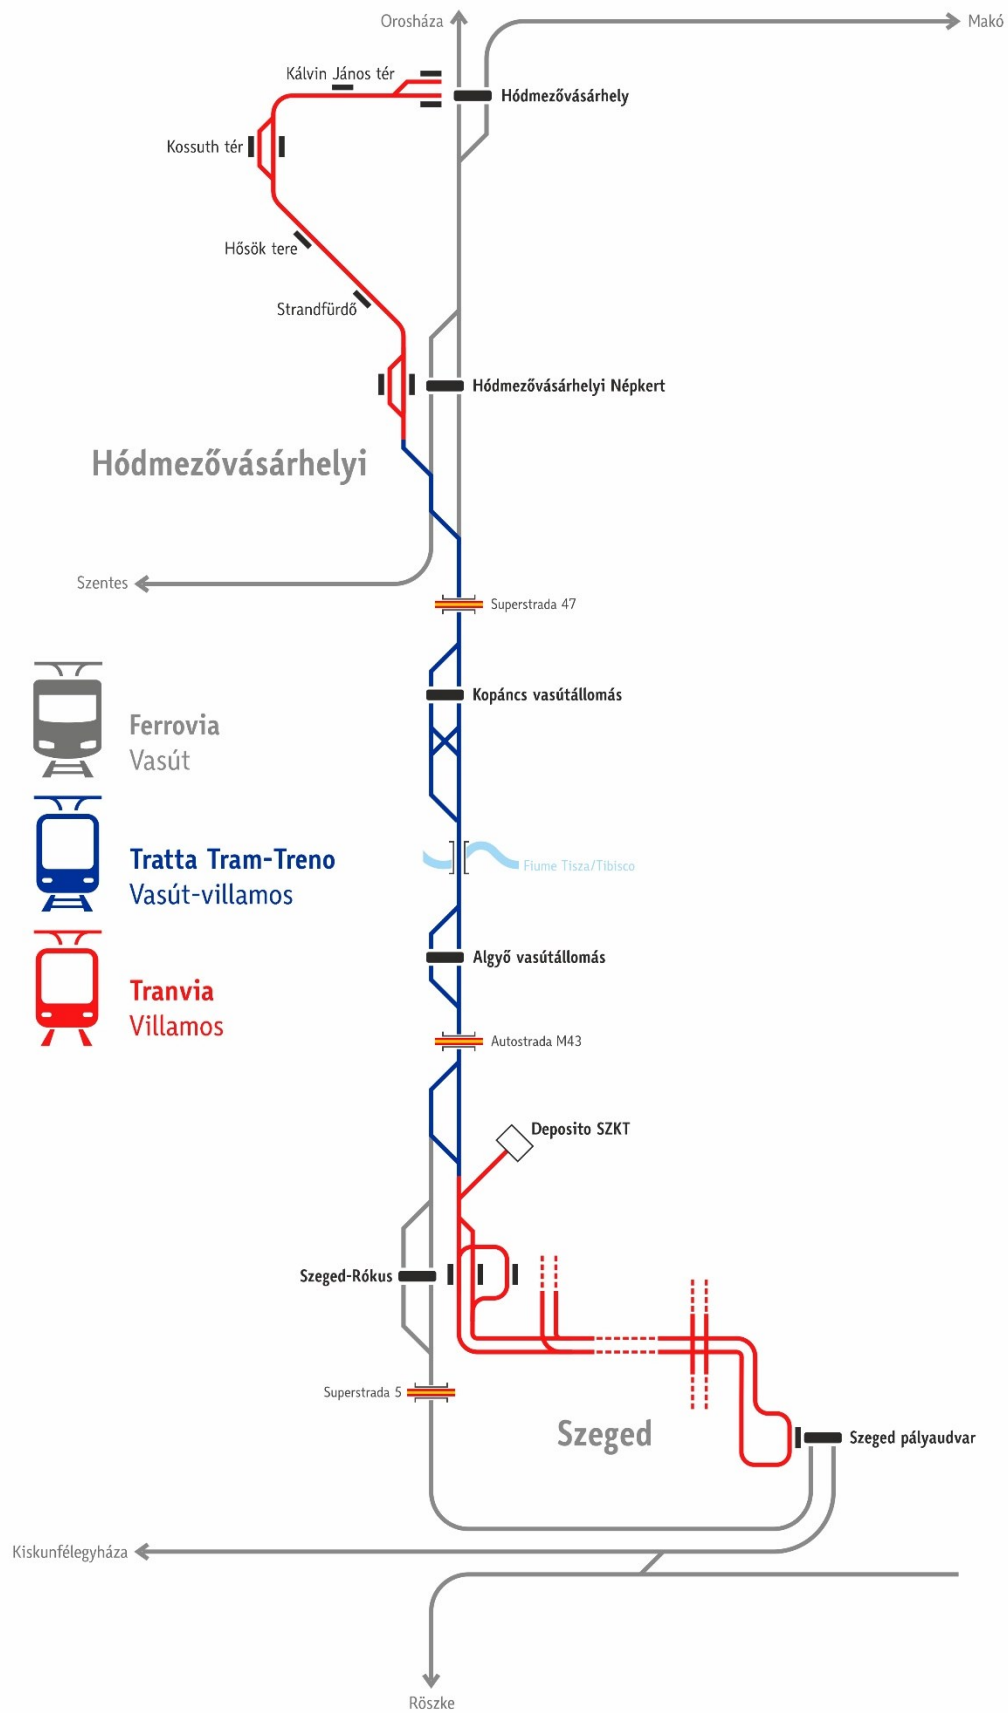 Orosháza
Makó
Kálvin János tér
Hódmezővásárhely
Kossuth tér
Hősök tere
Strandfürdő
Hódmezővásárhelyi Népkert
Hódmezővásárhelyi
Szentes
Superstrada 47
Kopáncs vasútállomás
Ferrovia
Vasút
Tratta Tram-Treno
Vasút-villamos
Fiume Tisza/Tibisco
Algyő vasútállomás
Tranvia
Villamos
Autostrada M43
Deposito SZKT
Szeged-Rókus
Superstrada 5
Szeged
Szeged pályaudvar
Kiskunfélegyháza
Röszke